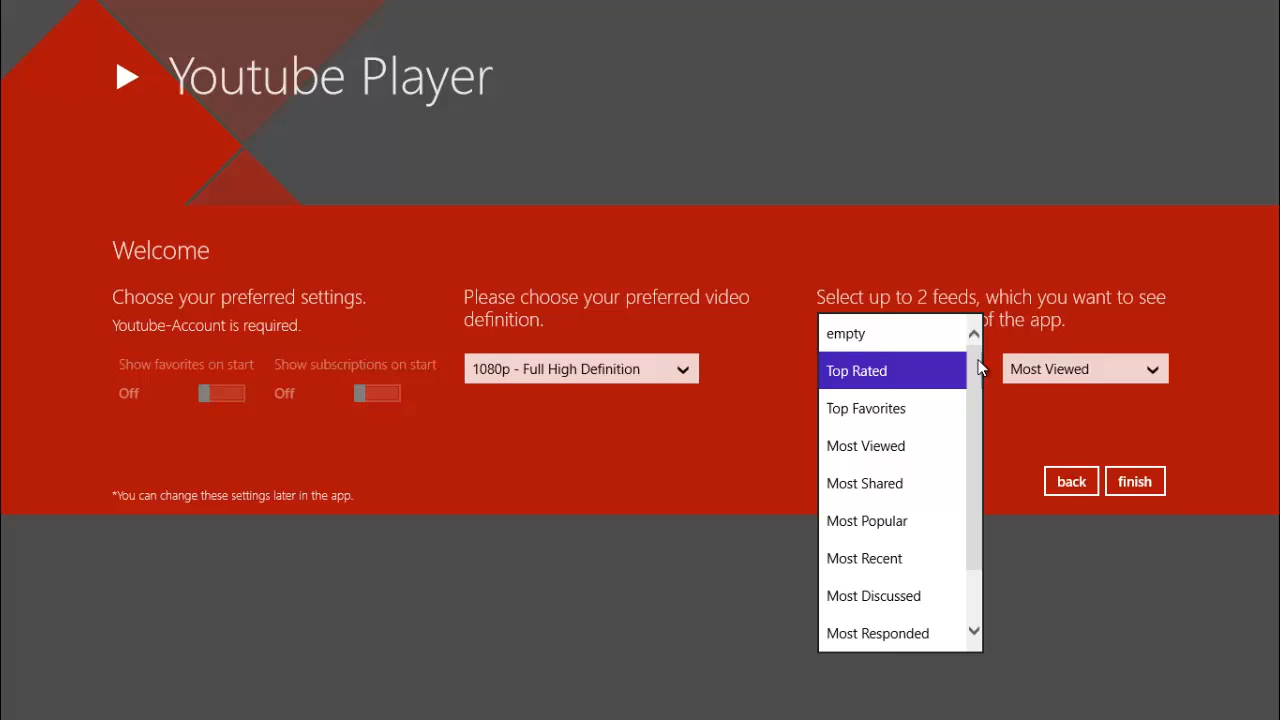 Youtube Player
Welcome
Choose your preferred settings.
Youtube-Account is required.
Show favorites on start
Off
Show subscriptions on start
Off
*You can change these settings later in the app.
Please choose your preferred video
definition.
1080p - Full High Definition
Select up to 2 feeds, which you want to see
of the app.
empty
Top Rated
Top Favorites
Most Viewed
Most Shared
Most Popular
Most Recent
Most Discussed
Most Responded
Most Viewed
back
finish